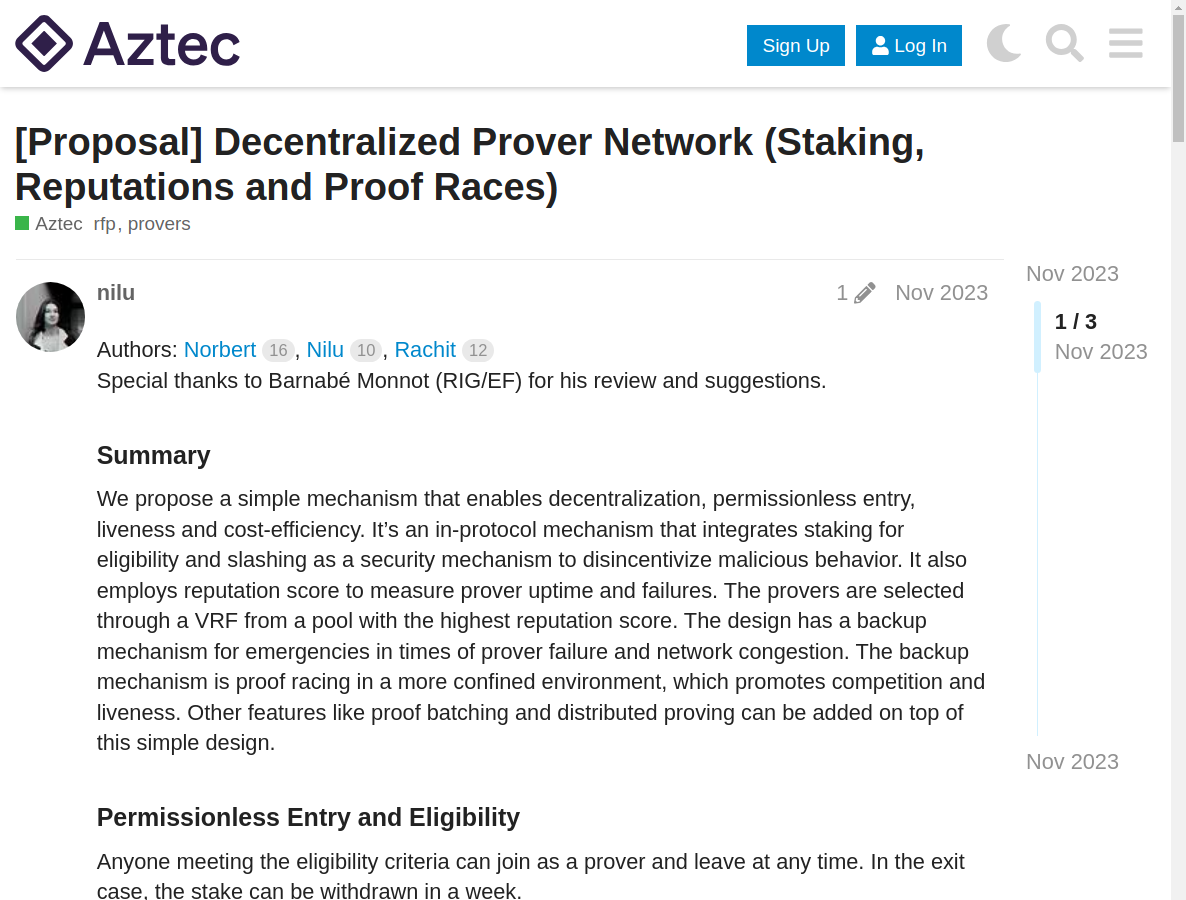 Aztec
Sign Up
Log In
[Proposal] Decentralized Prover Network (Staking,
Reputations and Proof Races)
Aztec rfp, provers
nilu
1
Nov 2023
Nov 2023
1 / 3
Nov 2023
Authors: Norbert 16, Nilu 10, Rachit 12
Special thanks to Barnabé Monnot (RIG/EF) for his review and suggestions.
Summary
We propose a simple mechanism that enables decentralization, permissionless entry,
liveness and cost-efficiency. It’s an in-protocol mechanism that integrates staking for
eligibility and slashing as a security mechanism to disincentivize malicious behavior. It also
employs reputation score to measure prover uptime and failures. The provers are selected
through a VRF from a pool with the highest reputation score. The design has a backup
mechanism for emergencies in times of prover failure and network congestion. The backup
mechanism is proof racing in a more confined environment, which promotes competition and
liveness. Other features like proof batching and distributed proving can be added on top of
this simple design.
Nov 2023
Permissionless Entry and Eligibility
Anyone meeting the eligibility criteria can join as a prover and leave at any time. In the exit
case, the stake can be withdrawn in a week.